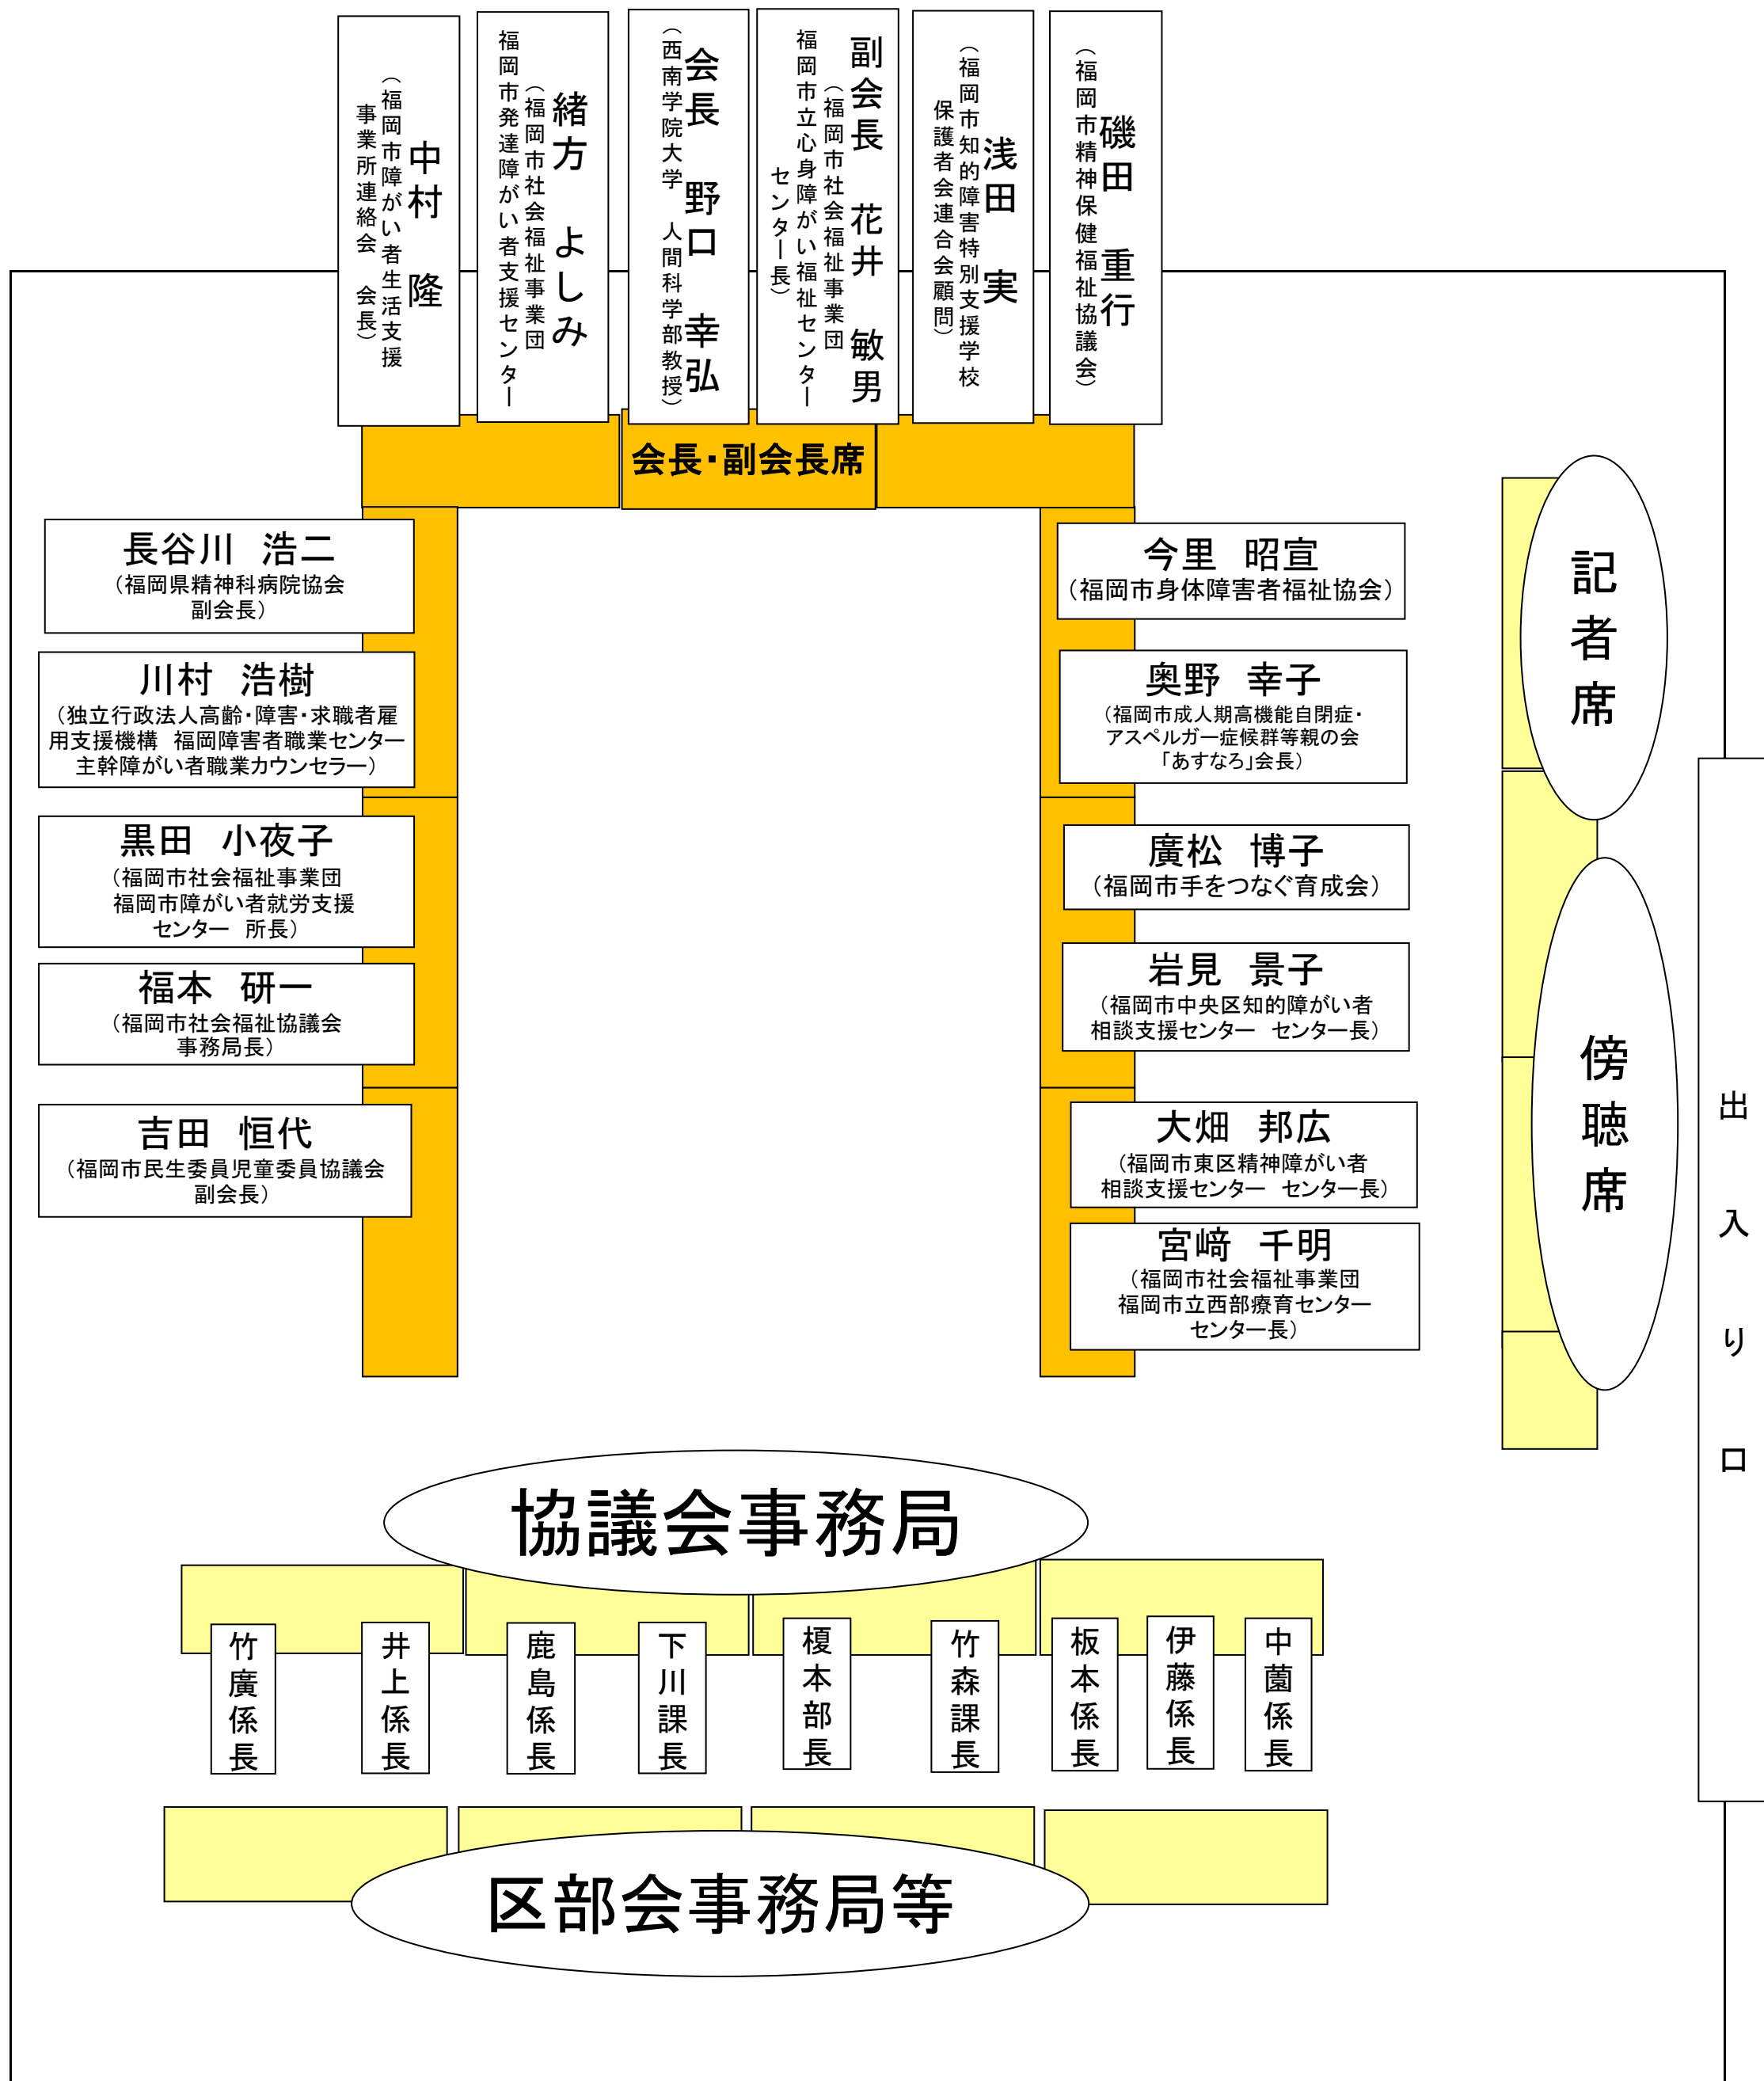 中村　隆
（福岡市障がい者生活支援
事業所連絡会　会長）
緒方　よしみ
（福岡市社会福祉事業団
福岡市発達障がい者支援センター
会長　野口　幸弘
（西南学院大学　人間科学部教授）
副会長　花井　敏男
（福岡市社会福祉事業団
福岡市立心身障がい福祉センター
センター長）
浅田　実
（福岡市知的障害特別支援学校
保護者会連合会顧問）
磯田　重行
（福岡市精神保健福祉協議会）
会長・副会長席
長谷川　浩二
（福岡県精神科病院協会
副会長）
川村　浩樹
（独立行政法人高齢・障害・求職者雇
用支援機構　福岡障害者職業センター
主幹障がい者職業カウンセラー）
黒田　小夜子
（福岡市社会福祉事業団
福岡市障がい者就労支援
センター　所長）
福本　研一
（福岡市社会福祉協議会
事務局長）
吉田　恒代
（福岡市民生委員児童委員協議会
副会長）
今里　昭宣
（福岡市身体障害者福祉協会）
奥野　幸子
（福岡市成人期高機能自閉症・
アスペルガー症候群等親の会
「あすなろ」会長）
廣松　博子
（福岡市手をつなぐ育成会）
岩見　景子
（福岡市中央区知的障がい者
相談支援センター　センター長）
大畑　邦広
（福岡市東区精神障がい者
相談支援センター　センター長）
宮﨑　千明
（福岡市社会福祉事業団
福岡市立西部療育センター
センター長）
記者席
傍聴席
出入り口
協議会事務局
竹廣係長
井上係長
鹿島係長
下川課長
榎本部長
竹森課長
板本係長
伊藤係長
中薗係長
区部会事務局等